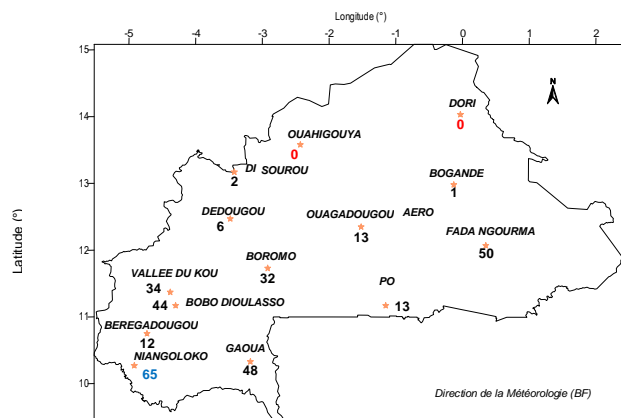 Longitude (°)
-5 -4 -3 -2 -1 0 1 2
15
N
DORI
14
0
OUAHIGOUYA
0
DI SOUROU
13
2
BOGANDE
1
DEDOUGOU
6
OUAGADOUGOU AERO
13
FADA NGOURMA
50
Latitude (°)
12
BOROMO
32
VALLEE DU KOU
34
PO
13
44 BOBO DIOULASSO
11
BEREGADOUGOU
12
NIANGOLOKO
65
GAOUA
48
10
Direction de la Météorologie (BF)